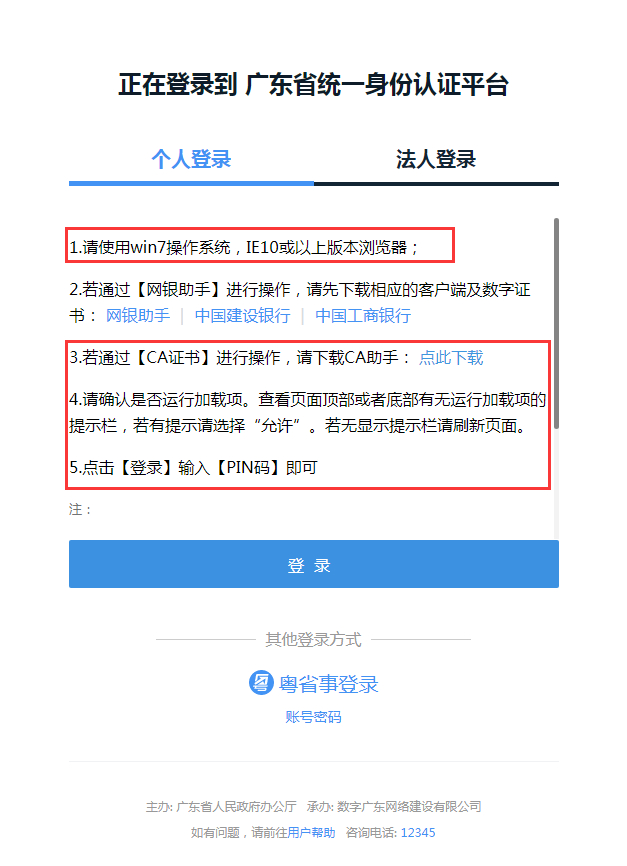 正在登录到 广东省统一身份认证平台
个人登录 法人登录
1.请使用win7操作系统，IE10或以上版本浏览器；
2.若通过【网银助手】进行操作，请先下载相应的客户端及数字证
书： 网银助手 | 中国建设银行 | 中国工商银行
3.若通过【CA证书】进行操作，请下载CA助手： 点此下载
4.请确认是否运行加载项。查看页面顶部或者底部有无运行加载项的
提示栏，若有提示请选择“允许”。若无显示提示栏请刷新页面。
5.点击【登录】输入【PIN码】即可
注：
登 录
其他登录方式
粤 粤省事登录
账号密码
主办: 广东省人民政府办公厅 承办: 数字广东网络建设有限公司
如有问题，请前往用户帮助 咨询电话: 12345